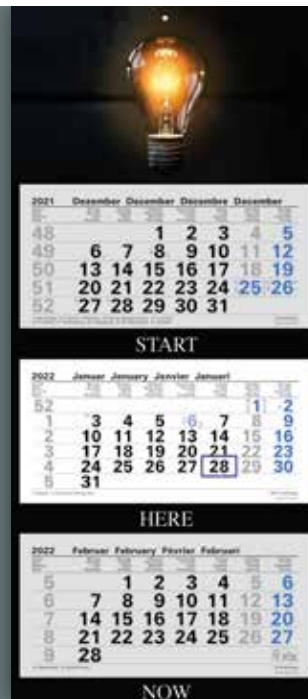 2021 Dezember December Décembre December
48 1 2 3 4 5
49 6 7 8 9 10 11 12
50 13 14 15 16 17 18 19
51 20 21 22 23 24 25 26
52 27 28 29 30 31
START
2022 Januar January Janvier Januari
52 1 2
1 3 4 5 6 7 8 9
2 10 11 12 13 14 15 16
3 17 18 19 20 21 22 23
4 24 25 26 27 28 29 30
5 31
HERE
2022 Februar February Février Februari
5 1 2 3 4 5 6
6 7 8 9 10 11 12 13
7 14 15 16 17 18 19 20
8 21 22 23 24 25 26 27
9 28
NOW